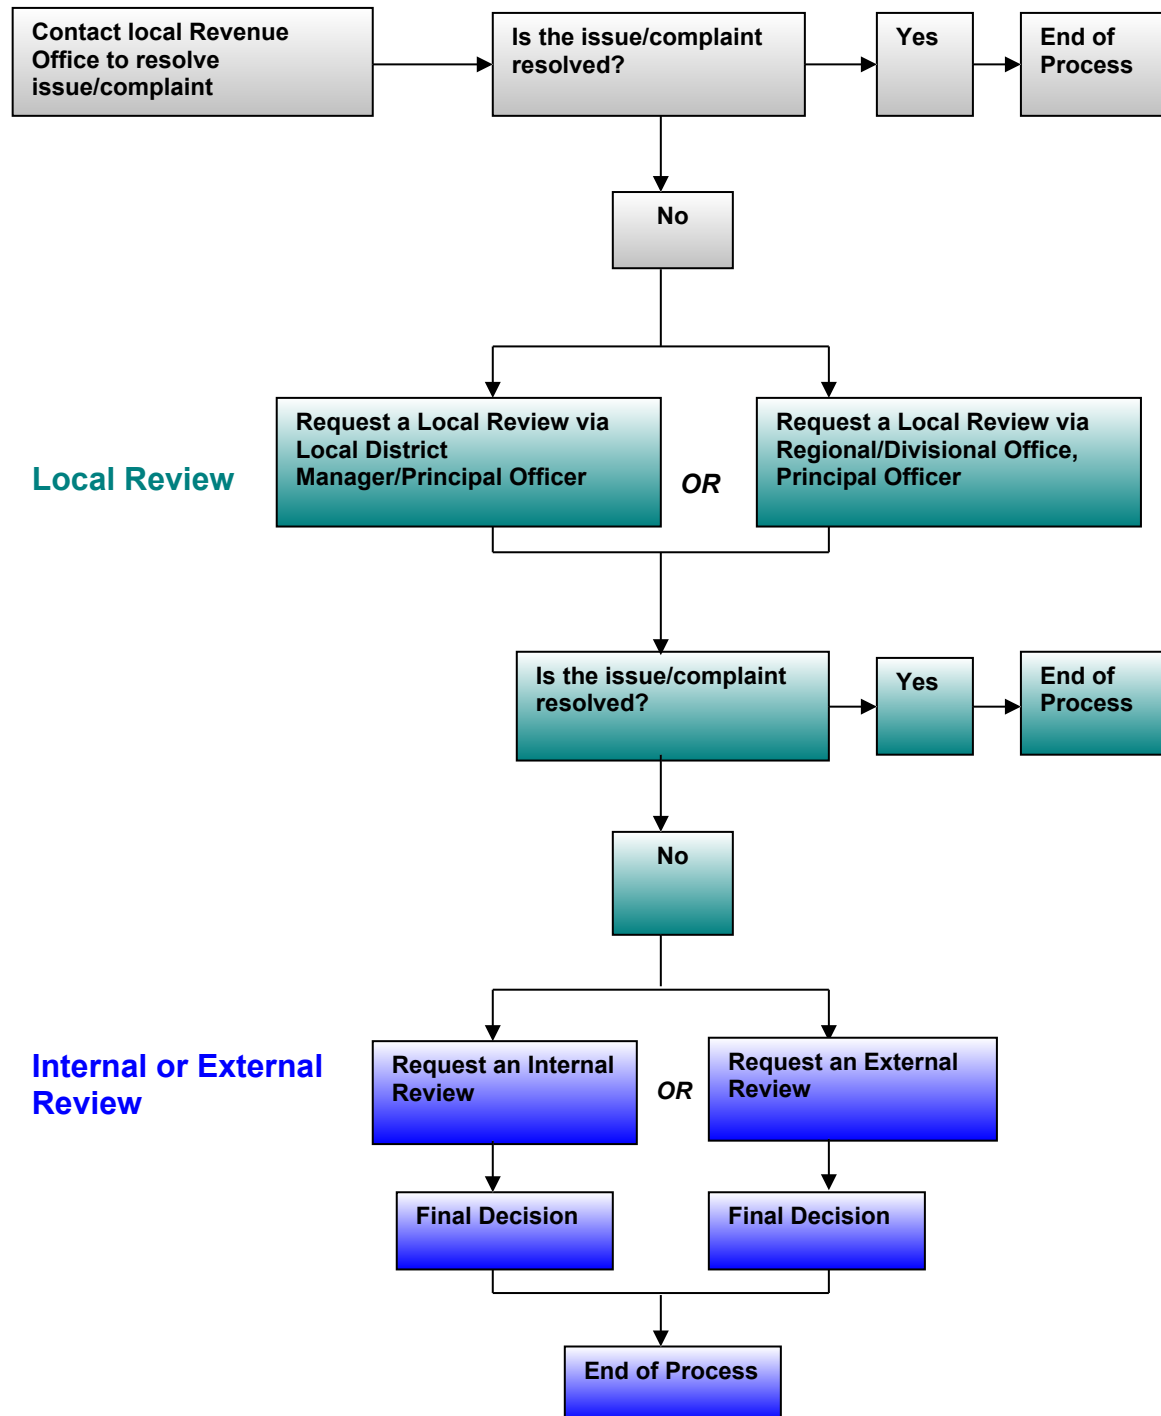 Contact local Revenue
Office to resolve
issue/complaint
Is the issue/complaint
resolved?
Yes
End of
Process
No
Local Review
Request a Local Review via
Local District
Manager/Principal Officer
OR
Request a Local Review via
Regional/Divisional Office,
Principal Officer
Is the issue/complaint
resolved?
Yes
End of
Process
No
Internal or External
Review
Request an Internal
Review
OR
Request an External
Review
Final Decision
Final Decision
End of Process